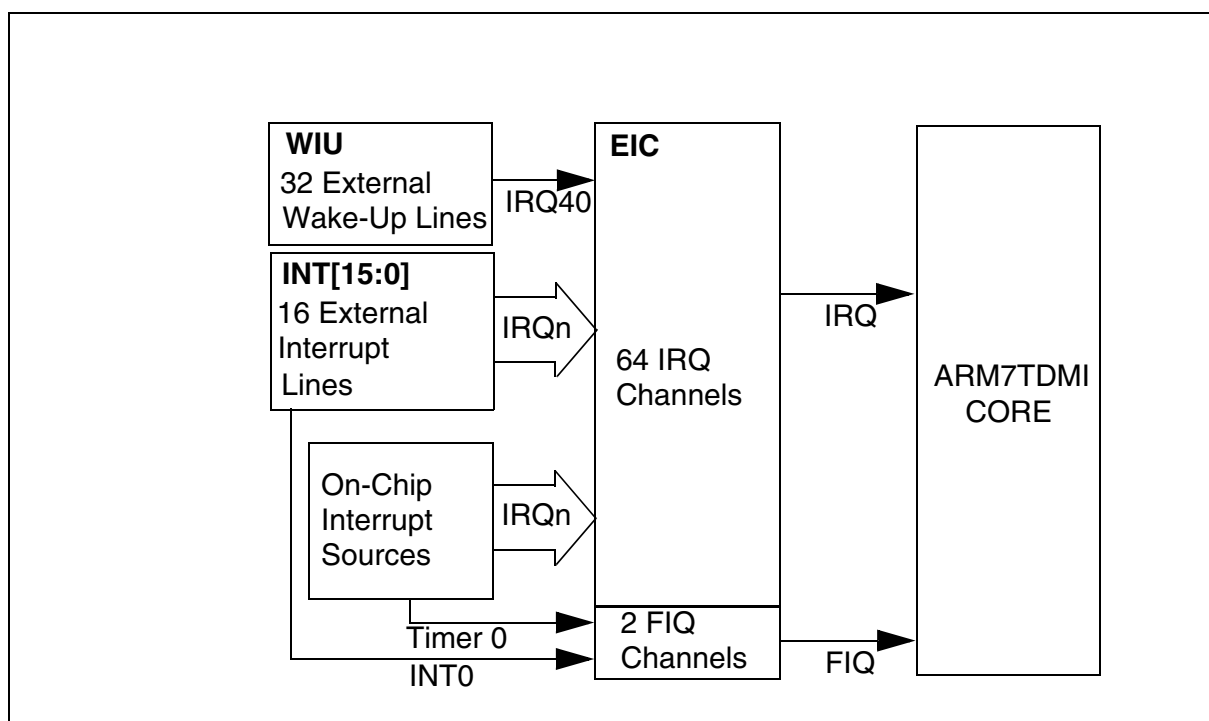 WIU
32 External
Wake-Up Lines
IRQ40
INT[15:0]
16 External
Interrupt
Lines
IRQn
On-Chip
Interrupt
Sources
IRQn
Timer 0
INT0
EIC
64 IRQ
Channels
2 FIQ
Channels
IRQ
FIQ
ARM7TDMI
CORE